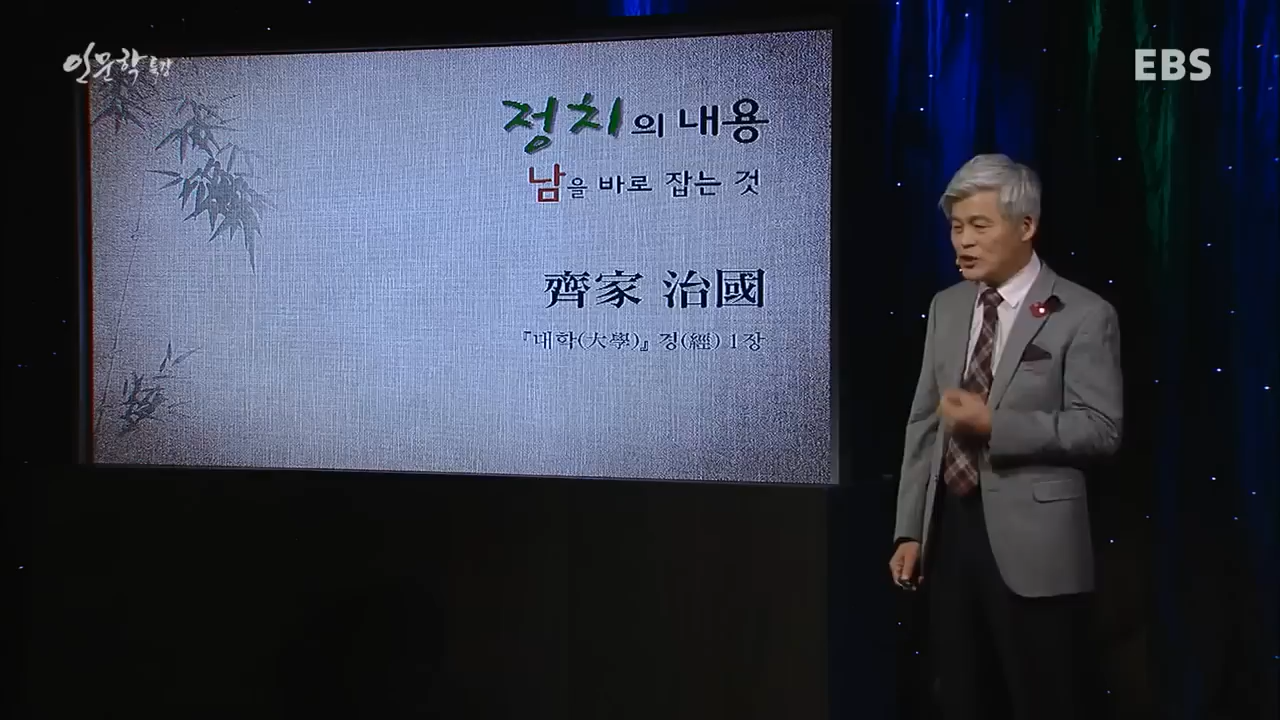 인문학 특강
EBS
정치의 내용
남을 바로 잡는 것
齊家 治國
『대학(大學)』 경(經) 1장